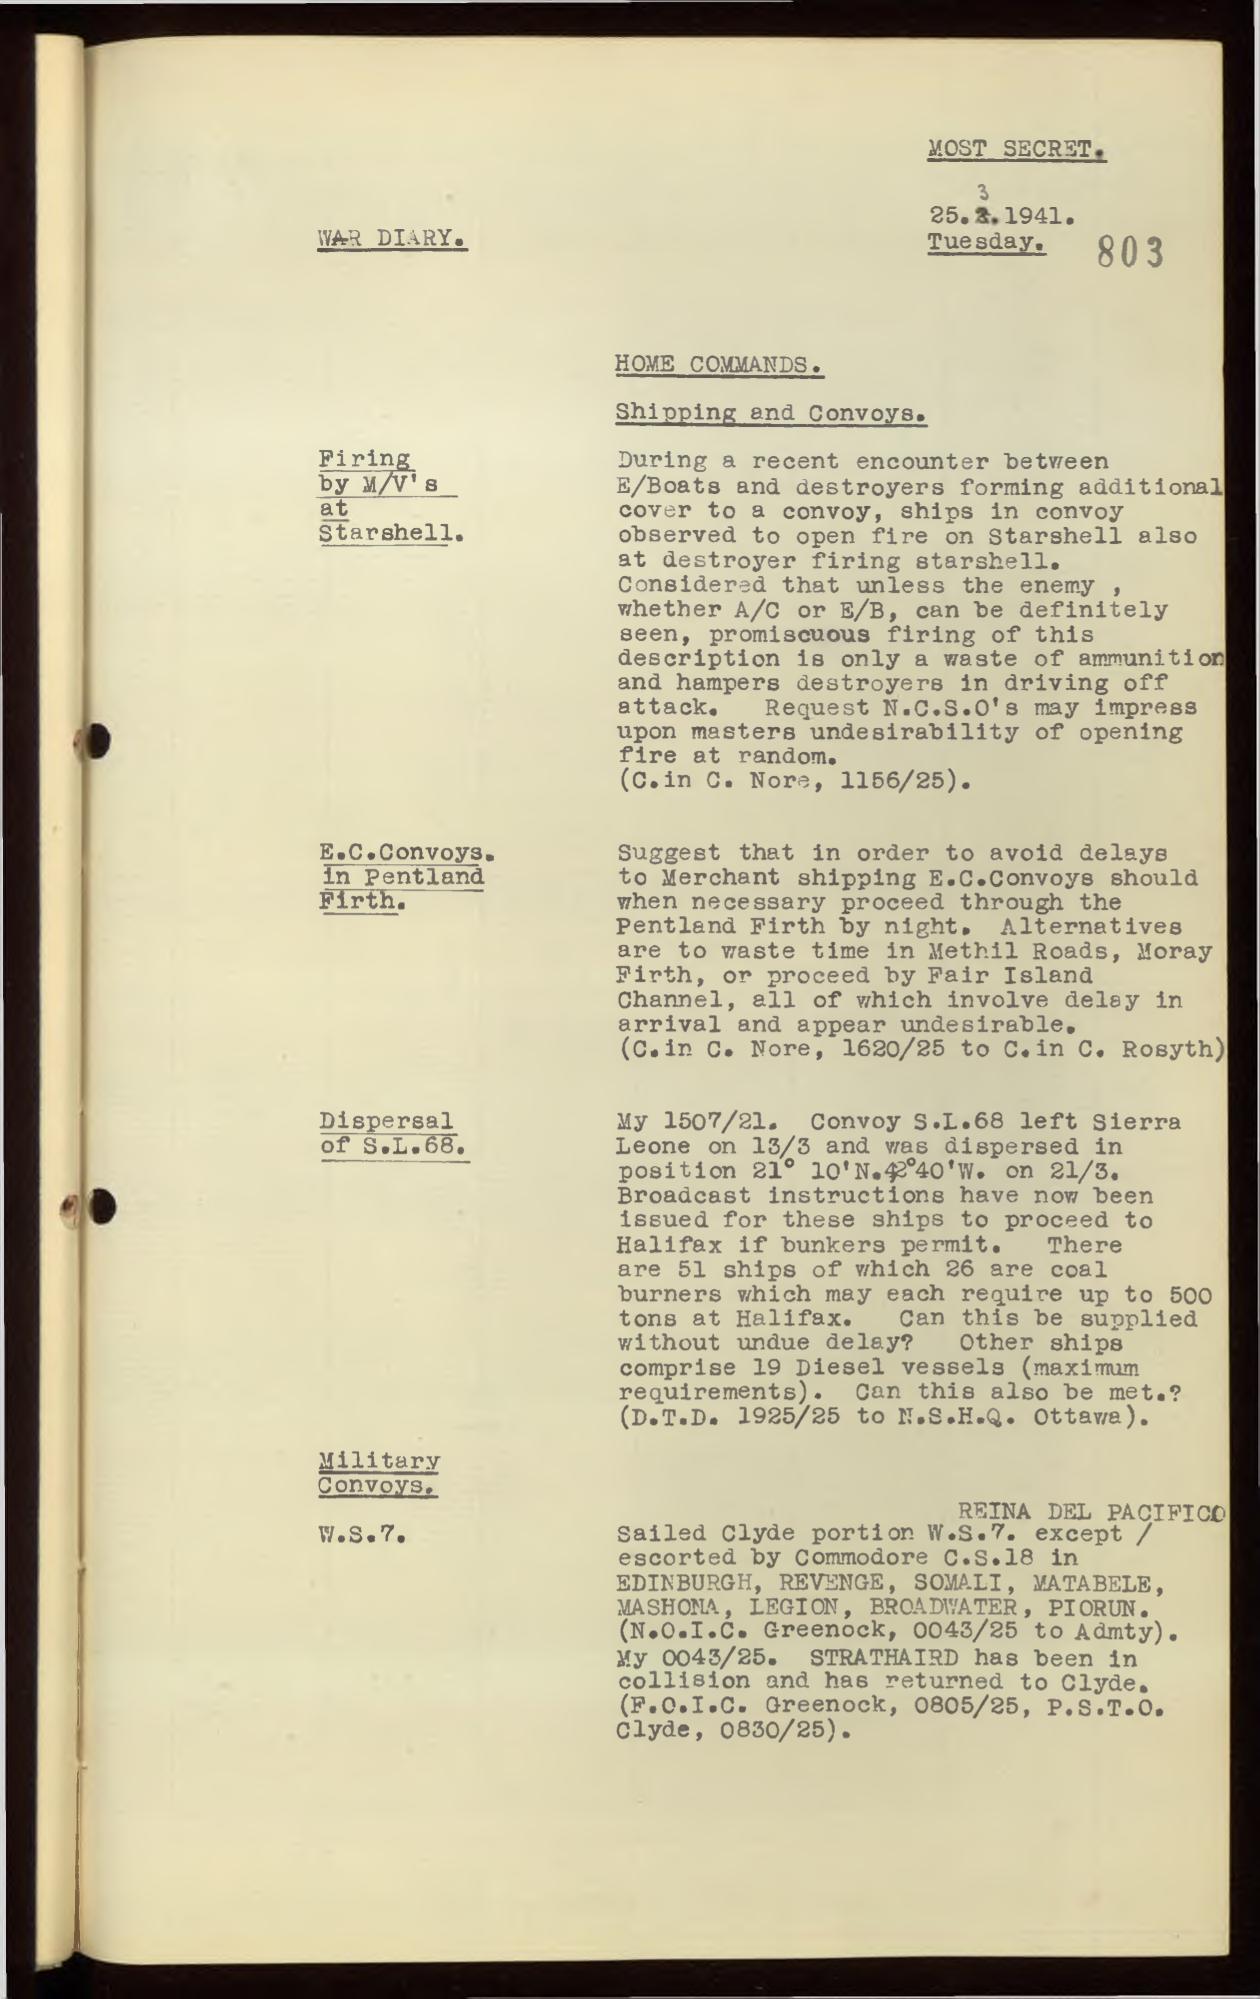 MOST SECRET.
3
25.2.1941.
WAR DIARY.
Tuesday.
803
HOME COMMANDS.
Shipping and Convoys.
Firing
by M/V's
at
Starshell.
During a recent encounter between
E/Boats and destroyers forming additional
cover to a convoy, ships in convoy
observed to open fire on Starshell also
at destroyer firing starshell.
Considered that unless the enemy ,
whether A/C or E/B, can be definitely
seen, promiscuous firing of this
description is only a waste of ammunition
and hampers destroyers in driving off
attack. Request N.C.S.O's may impress
upon masters undesirability of opening
fire at random.
(C.in C. Nore, 1156/25).
E.C.Convoys.
in Pentland
Firth.
Suggest that in order to avoid delays
to Merchant shipping E.C.Convoys should
when necessary proceed through the
Pentland Firth by night. Alternatives
are to waste time in Methil Roads, Moray
Firth, or proceed by Fair Island
Channel, all of which involve delay in
arrival and appear undesirable.
(C.in C. Nore, 1620/25 to C.in C. Rosyth)
Dispersal
of S.L.68.
My 1507/21. Convoy S.L.68 left Sierra
Leone on 13/3 and was dispersed in
position 21° 10'N.42°40'W. on 21/3.
Broadcast instructions have now been
issued for these ships to proceed to
Halifax if bunkers permit. There
are 51 ships of which 26 are coal
burners which may each require up to 500
tons at Halifax. Can this be supplied
without undue delay? Other ships
comprise 19 Diesel vessels (maximum
requirements). Can this also be met.?
(D.T.D. 1925/25 to N.S.H.Q. Ottawa).
Military
Convoys.
W.S.7.
REINA DEL PACIFICO
Sailed Clyde portion W.S.7. except /
escorted by Commodore C.S.18 in
EDINBURGH, REVENGE, SOMALI, MATABELE,
MASHONA, LEGION, BROADWATER, PIORUN.
(N.O.I.C. Greenock, 0043/25 to Admty).
My 0043/25. STRATHAIRD has been in
collision and has returned to Clyde.
(F.O.I.C. Greenock, 0805/25, P.S.T.O.
Clyde, 0830/25).